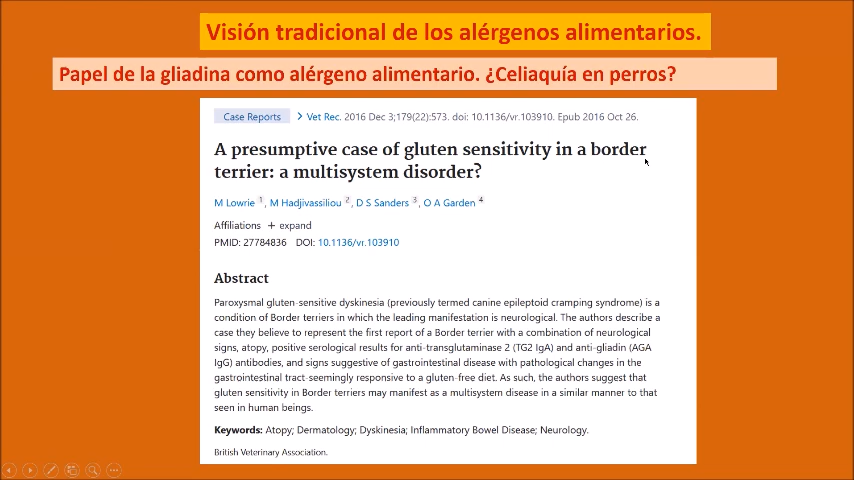 Visión tradicional de los alérgenos alimentarios.
Papel de la gliadina como alérgeno alimentario. ¿Celiaquía en perros?
Case Reports > Vet Rec. 2016 Dec 3;179(22):573. doi: 10.1136/vr.103910. Epub 2016 Oct 26.
A presumptive case of gluten sensitivity in a border
terrier: a multisystem disorder?
M Lowrie 1, M Hadjivassiliou 2, D S Sanders 3, O A Garden 4
Affiliations + expand
PMID: 27784836 DOI: 10.1136/vr.103910
Abstract
Paroxysmal gluten-sensitive dyskinesia (previously termed canine epileptoid cramping syndrome) is a
condition of Border terriers in which the leading manifestation is neurological. The authors describe a
case they believe to represent the first report of a Border terrier with a combination of neurological
signs, atopy, positive serological results for anti-transglutaminase 2 (TG2 IgA) and anti-gliadin (AGA
IgG) antibodies, and signs suggestive of gastrointestinal disease with pathological changes in the
gastrointestinal tract-seemingly responsive to a gluten-free diet. As such, the authors suggest that
gluten sensitivity in Border terriers may manifest as a multisystem disease in a similar manner to that
seen in human beings.
Keywords: Atopy; Dermatology; Dyskinesia; Inflammatory Bowel Disease; Neurology.
British Veterinary Association.